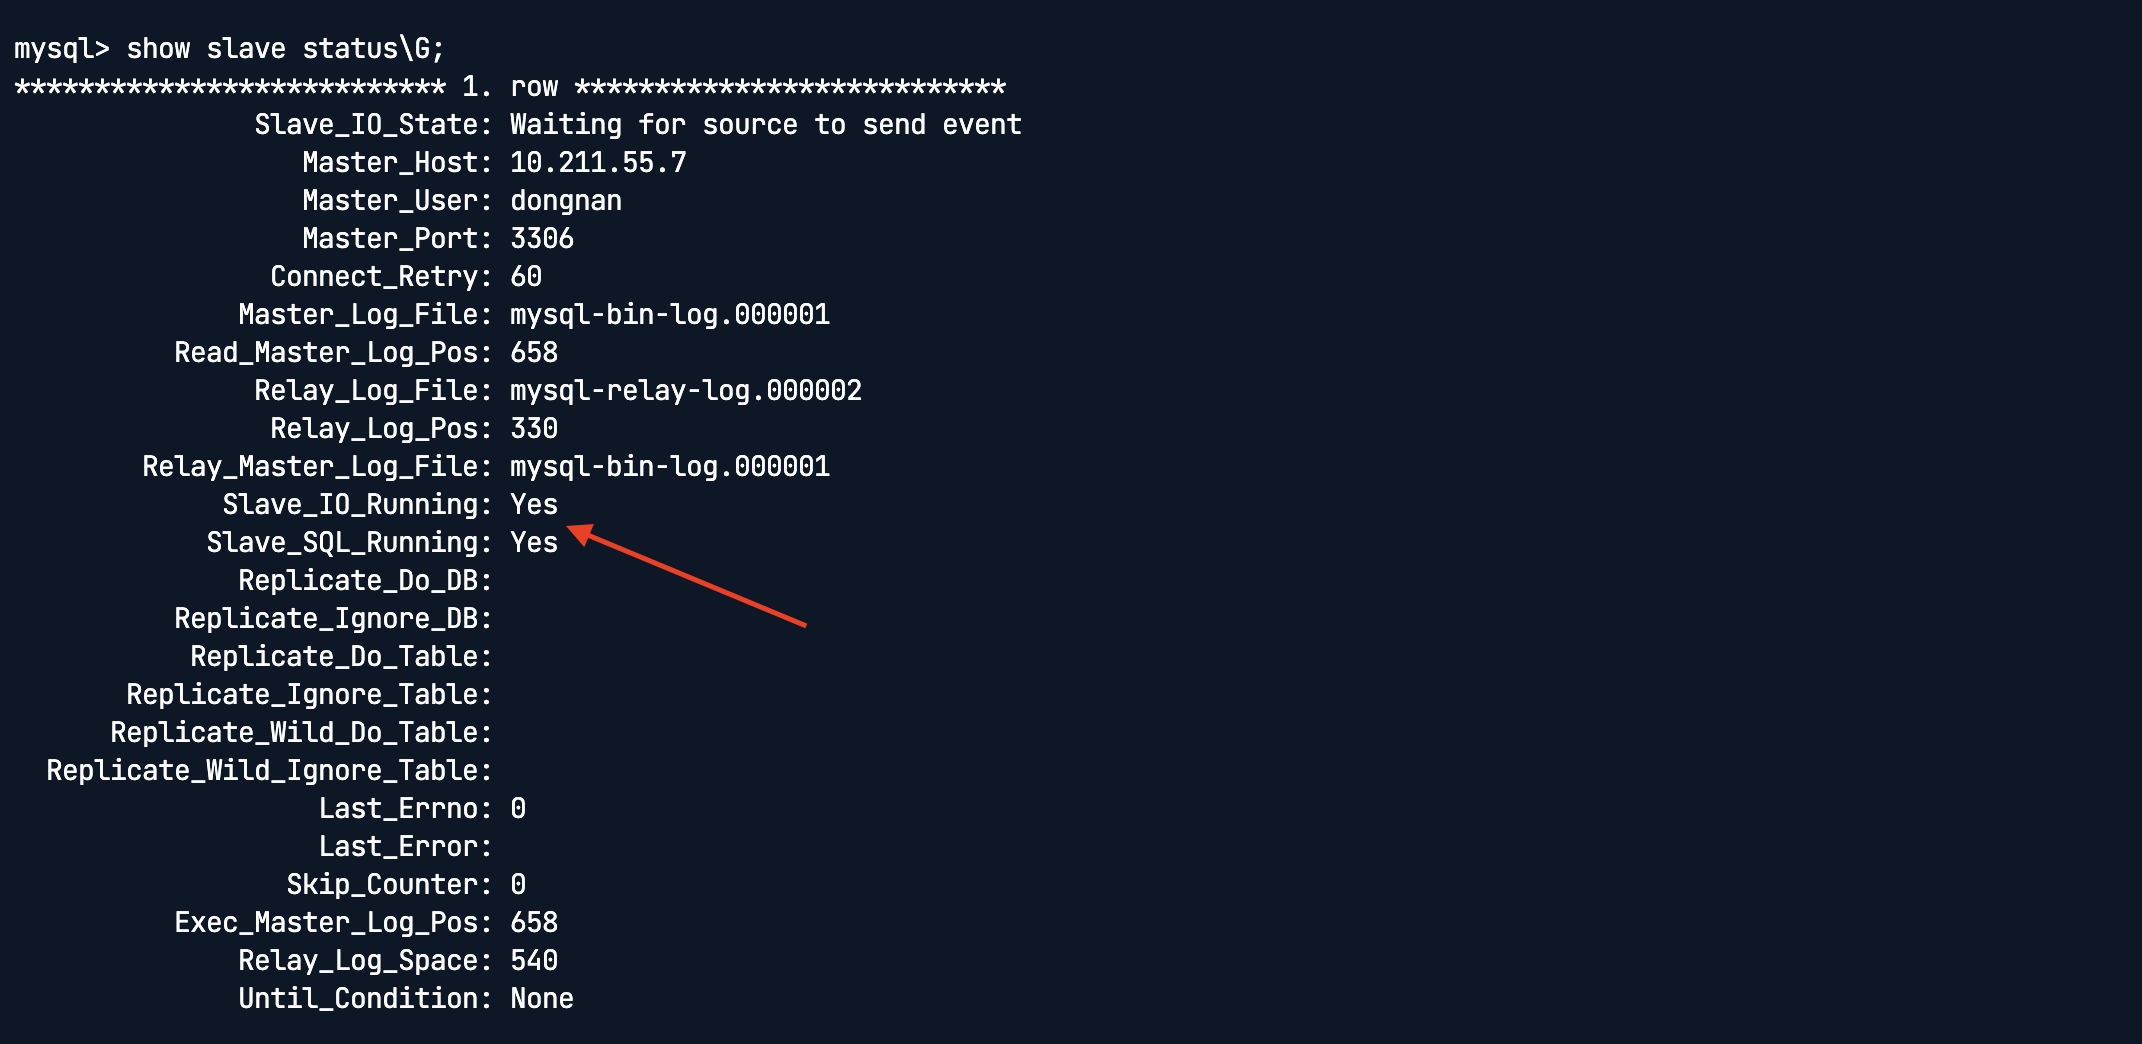 mysql> show slave status\G;
*************************** 1. row ***************************
Slave_IO_State: Waiting for source to send event
Master_Host: 10.211.55.7
Master_User: dongnan
Master_Port: 3306
Connect_Retry: 60
Master_Log_File: mysql-bin-log.000001
Read_Master_Log_Pos: 658
Relay_Log_File: mysql-relay-log.000002
Relay_Log_Pos: 330
Relay_Master_Log_File: mysql-bin-log.000001
Slave_IO_Running: Yes
Slave_SQL_Running: Yes
Replicate_Do_DB:
Replicate_Ignore_DB:
Replicate_Do_Table:
Replicate_Ignore_Table:
Replicate_Wild_Do_Table:
Replicate_Wild_Ignore_Table:
Last_Errno: 0
Last_Error:
Skip_Counter: 0
Exec_Master_Log_Pos: 658
Relay_Log_Space: 540
Until_Condition: None